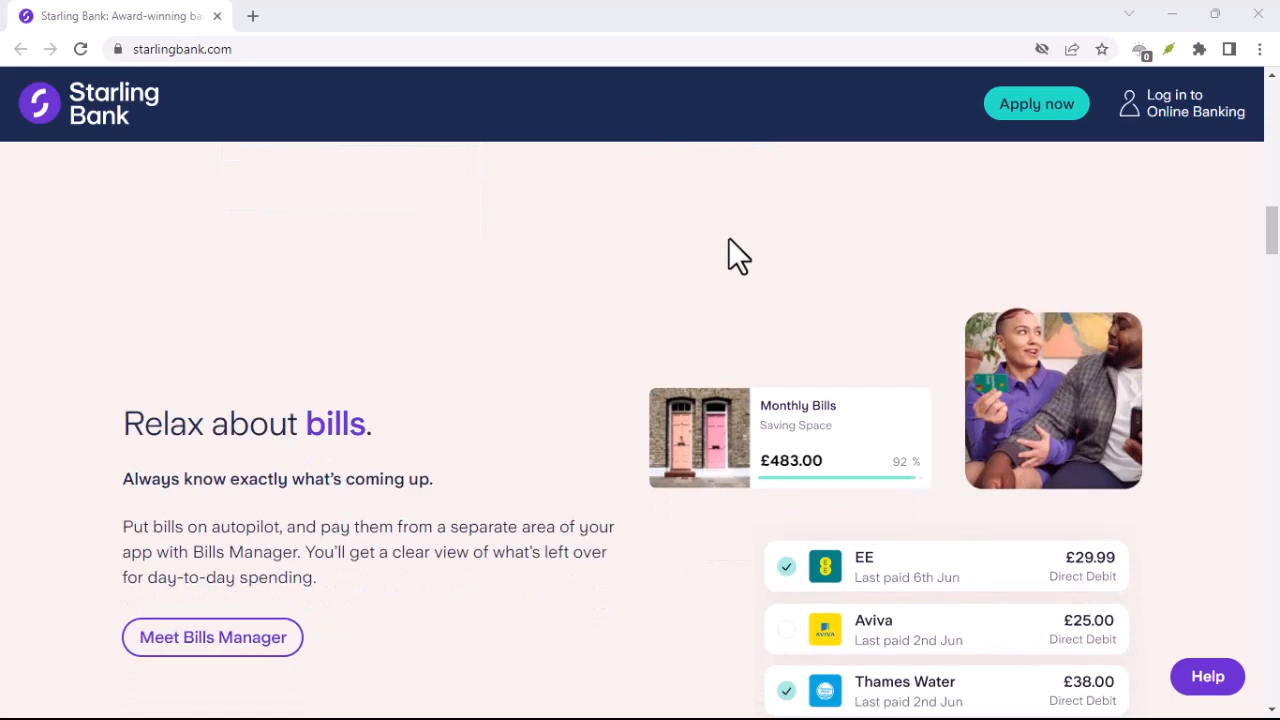 Starling Bank: Award-winning ba
starlingbank.com
0
Starling
Bank
Apply now
Log in to
Online Banking
Relax about bills.
Always know exactly what's coming up.
Put bills on autopilot, and pay them from a separate area of your
app with Bills Manager. You'll get a clear view of what's left over
for day-to-day spending.
Meet Bills Manager
Monthly Bills
Saving Space
£483.00 92 %
EE £29.99
Last paid 6th Jun Direct Debit
AVIVA
Aviva £25.00
Last paid 2nd Jun Direct Debit
Thames Water £38.00
Last paid 2nd Jun Direct Debit
Help